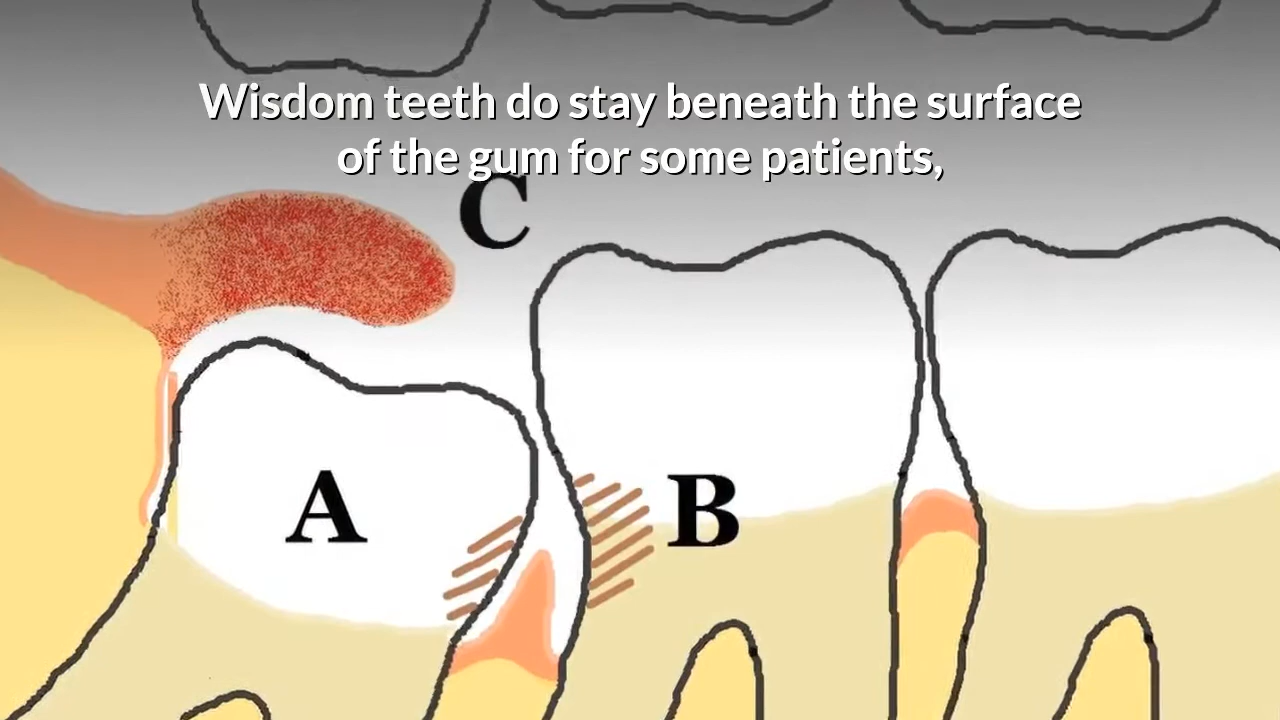 Wisdom teeth do stay beneath the surface
of the gum for some patients,
C
A
B